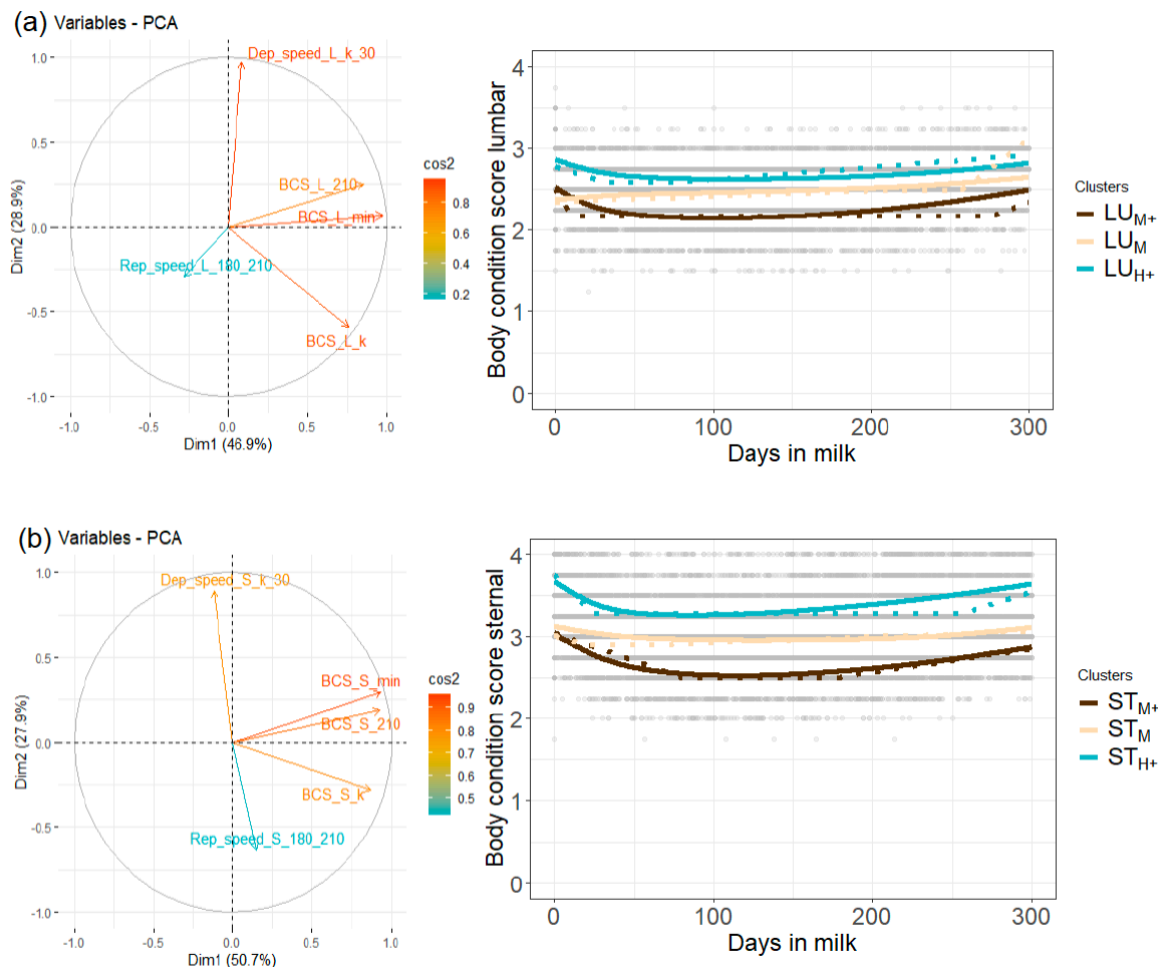 (a) Variables - PCA
1.0
0.5
0.0
-0.5
-1.0
Dim2 (28.9%)
Dep_speed_L_k_30
BCS_L_210
BCS_L_min
Rep_speed_L_180_210
BCS_L_k
-1.0 -0.5 0.0 0.5 1.0
Dim1 (46.9%)
cos2
0.8
0.6
0.4
0.2
Body condition score lumbar
4
3
2
1
0
0 100 200 300
Days in milk
Clusters
LU M+
LU M
LU H+
(b) Variables - PCA
1.0
0.5
0.0
-0.5
-1.0
Dim2 (27.9%)
Dep_speed_S_k_30
BCS_S_min
BCS_S_210
BCS_S_k
Rep_speed_S_180_210
-1.0 -0.5 0.0 0.5 1.0
Dim1 (50.7%)
cos2
0.9
0.8
0.7
0.6
0.5
Body condition score sternal
4
3
2
1
0
0 100 200 300
Days in milk
Clusters
ST M+
ST M
ST H+